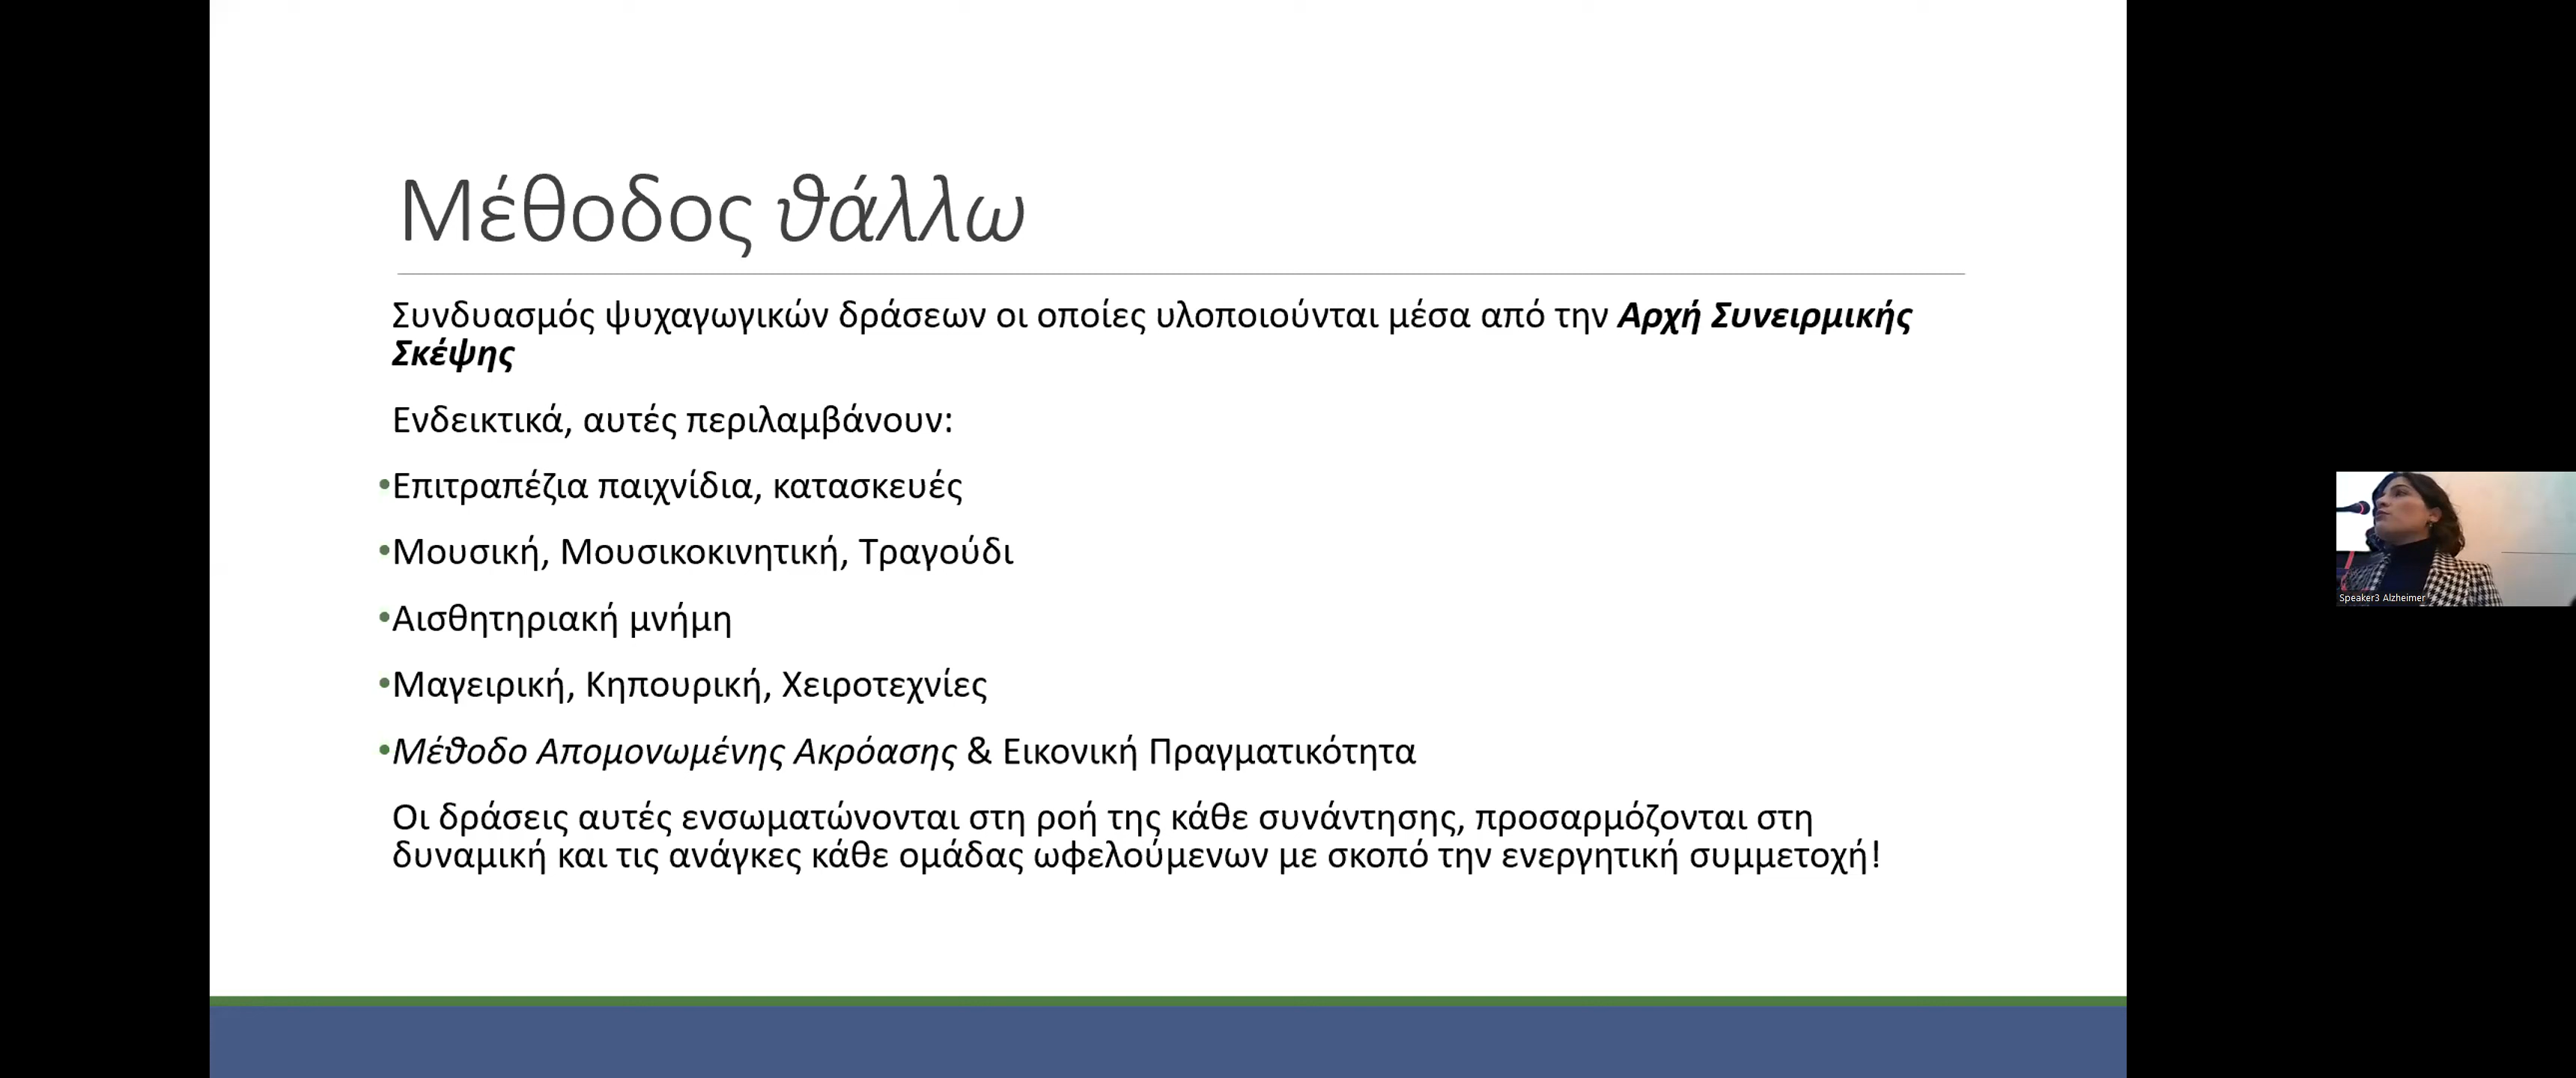 Μέθοδος θάλλω
Συνδυασμός ψυχαγωγικών δράσεων οι οποίες υλοποιούνται μέσα από την Αρχή Συνειρμικής
Σκέψης
Ενδεικτικά, αυτές περιλαμβάνουν:
•Επιτραπέζια παιχνίδια, κατασκευές
•Μουσική, Μουσικοκινητική, Τραγούδι
•Αισθητηριακή μνήμη
•Μαγειρική, Κηπουρική, Χειροτεχνίες
•Μέθοδο Απομονωμένης Ακρόασης & Εικονική Πραγματικότητα
Οι δράσεις αυτές ενσωματώνονται στη ροή της κάθε συνάντησης, προσαρμόζονται στη
δυναμική και τις ανάγκες κάθε ομάδας ωφελούμενων με σκοπό την ενεργητική συμμετοχή!
Speaker3 Alzheimer